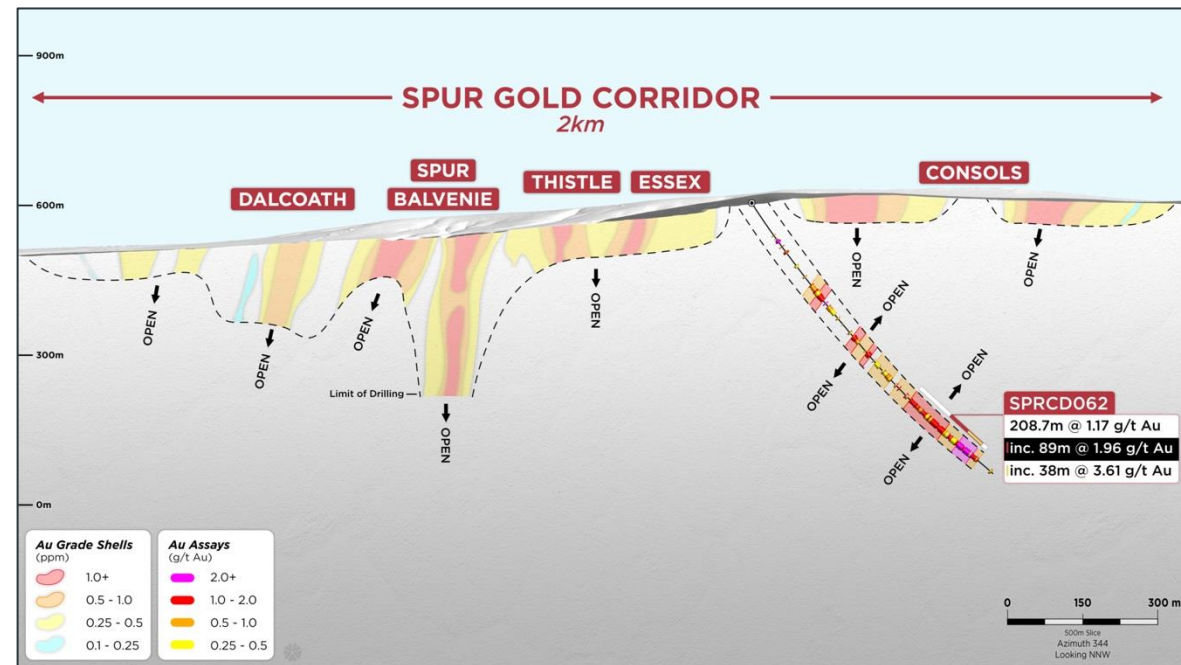 900m
SPUR GOLD CORRIDOR
2km
SPUR
DALCOATH
BALVENIE
THISTLE
ESSEX
CONSOLS
600m
OPEN
OPEN
OPEN
OPEN
OPEN
OPEN
OPEN
OPEN
OPEN
OPEN
OPEN
OPEN
300m
Limit of Drilling
SPRCD062
208.7m @ 1.17 g/t Au
inc. 89m @ 1.96 g/t Au
inc. 38m @ 3.61 g/t Au
0m
Au Grade Shells
(ppm)
1.0+
0.5 - 1.0
0.25 - 0.5
0.1 - 0.25
Au Assays
(g/t Au)
2.0+
1.0 - 2.0
0.5 - 1.0
0.25 - 0.5
0 150 300 m
500m Slice
Azimuth 344
Looking NNW